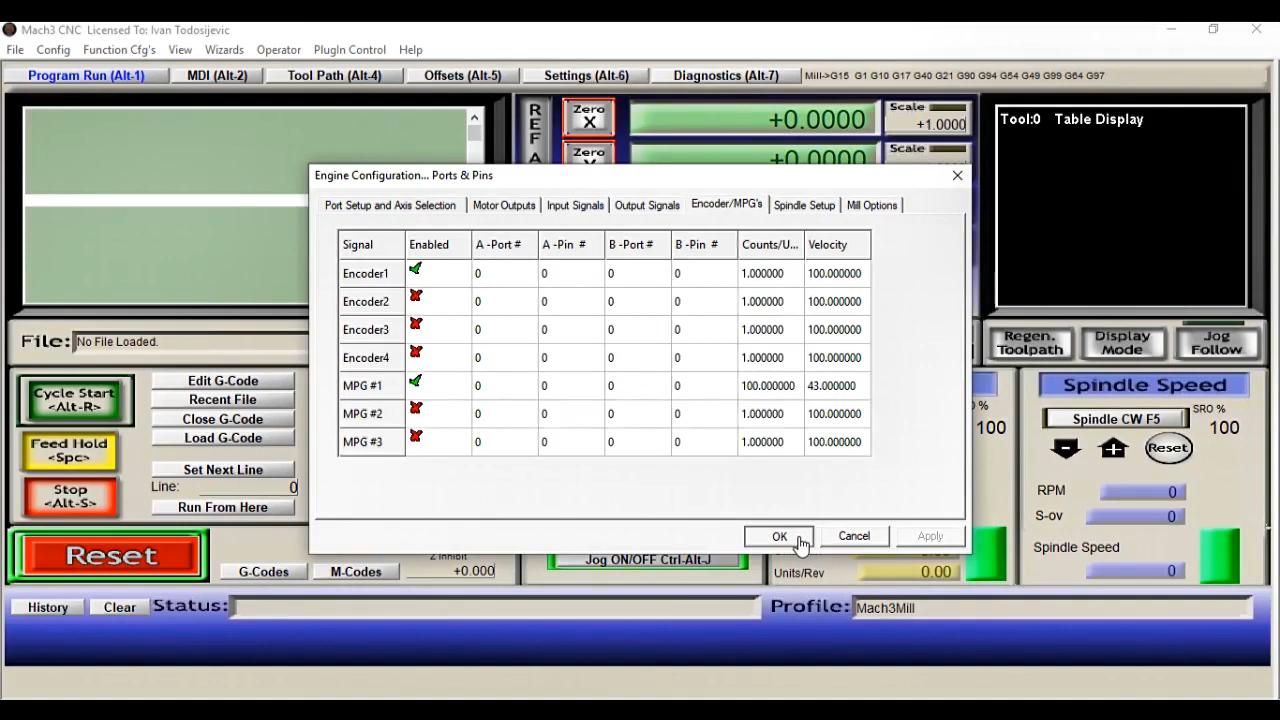 Mach3 CNC Licensed To: Ivan Todosijevic
File Config Function Cfg's View Wizards Operator PlugIn Control Help
Program Run (Alt-1) MDI (Alt-2) Tool Path (Alt-4) Offsets (Alt-5) Settings (Alt-6) Diagnostics (Alt-7) Mill->G15 G1 G10 G17 G40 G21 G90 G94 G54 G49 G99 G64 G97
R
E
F
A
Zero
X
+0.0000
Scale
+1.0000
Zero
+0.0000
Scale
Tool:0 Table Display
Engine Configuration... Ports & Pins
Port Setup and Axis Selection Motor Outputs Input Signals Output Signals Encoder/MPG's Spindle Setup Mill Options
Signal Enabled A -Port # A -Pin # B -Port # B -Pin # Counts/U... Velocity
Encoder1 0 0 0 0 1.000000 100.000000
Encoder2 0 0 0 0 1.000000 100.000000
Encoder3 0 0 0 0 1.000000 100.000000
Encoder4 0 0 0 0 1.000000 100.000000
MPG #1 0 0 0 0 100.000000 43.000000
MPG #2 0 0 0 0 1.000000 100.000000
MPG #3 0 0 0 0 1.000000 100.000000
OK Cancel Apply
File: No File Loaded.
Regen. Toolpath
Display Mode
Jog Follow
Cycle Start
<Alt-R>
Feed Hold
<Spc>
Stop
<Alt-S>
Edit G-Code
Recent File
Close G-Code
Load G-Code
Set Next Line
Line: 0
Run From Here
Reset
G-Codes M-Codes
+0.000
Jog ON/OFF Ctrl-Alt-J
%
100
Units/Rev 0.00
Spindle Speed
Spindle CW F5
SRO %
100
Reset
RPM 0
S-ov 0
Spindle Speed
0
History Clear Status:
Profile: Mach3Mill